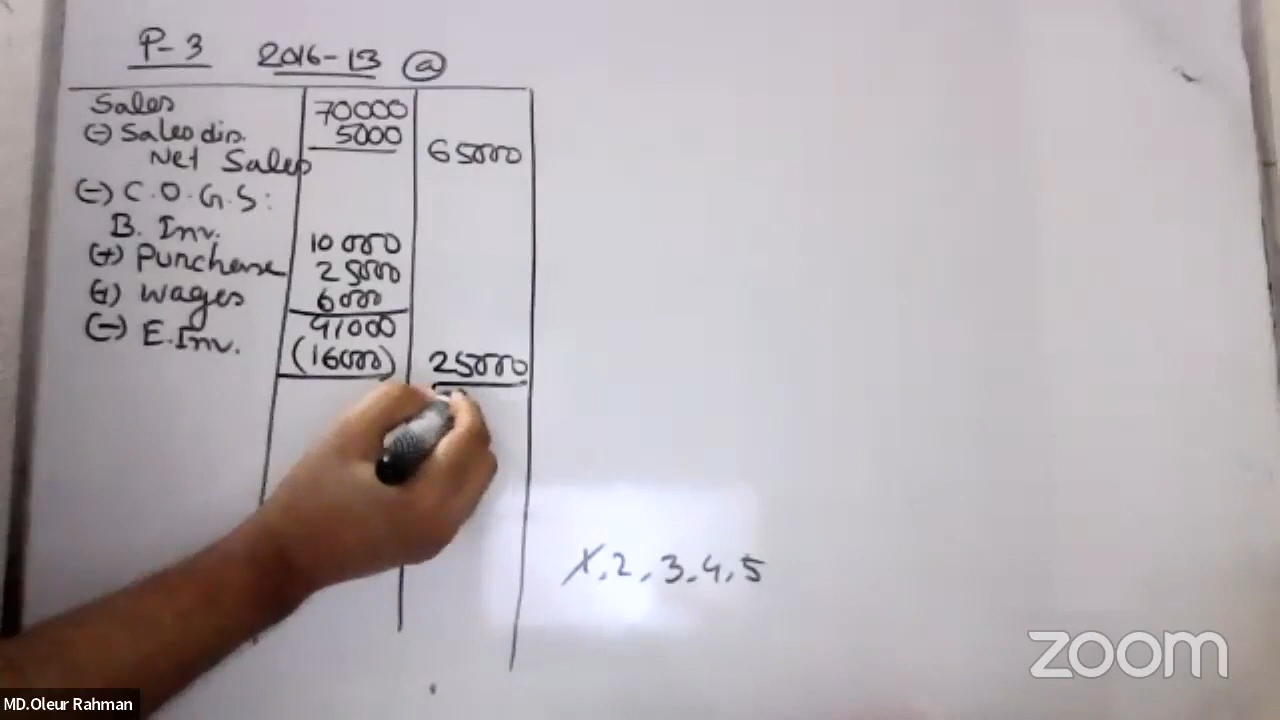 P-3 2016-13 (a)
Sales 70000
(-) Sales dis. 5000
Net Sales 65000
(-) C.O.G.S:
B. Inv. 10000
(+) Purchase 25000
(+) Wages 6000
41000
(-) E.Inv. (16000) 25000
1, 2, 3, 4, 5
zoom
MD.Oleur Rahman